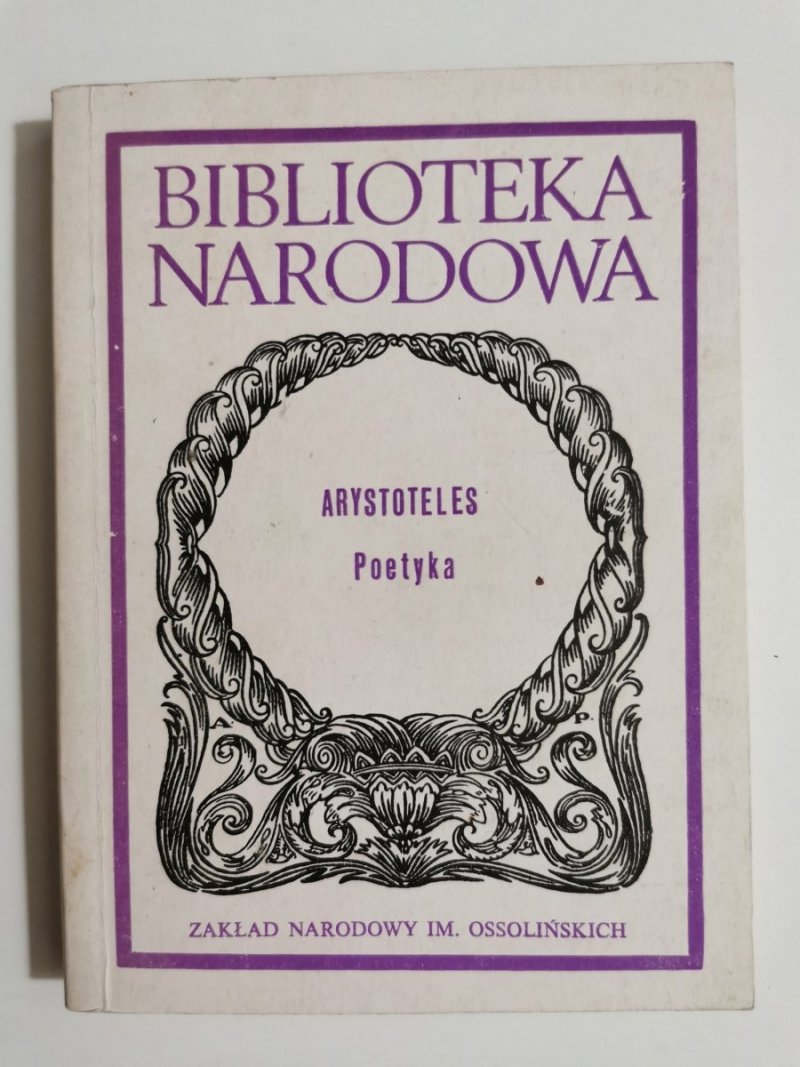 BIBLIOTEKA
NARODOWA
ARYSTOTELES
Poetyka
A. P.
ZAKŁAD NARODOWY IM. OSSOLIŃSKICH